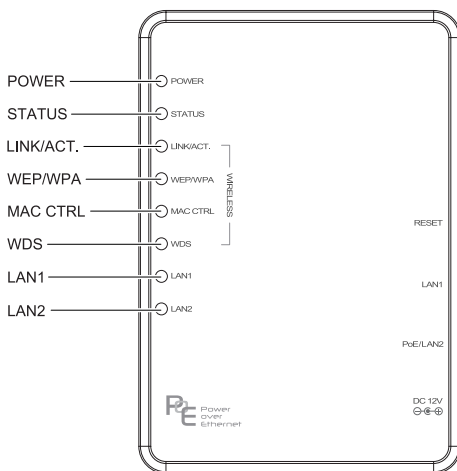 POWER
STATUS
LINK/ACT.
WEP/WPA
MAC CTRL
WDS
LAN1
LAN2
POWER
STATUS
LINK/ACT.
WEP/WPA
MAC CTRL
WDS
LAN1
LAN2
WIRELESS
RESET
LAN1
PoE/LAN2
DC 12V
PoE Power
over
Ethernet